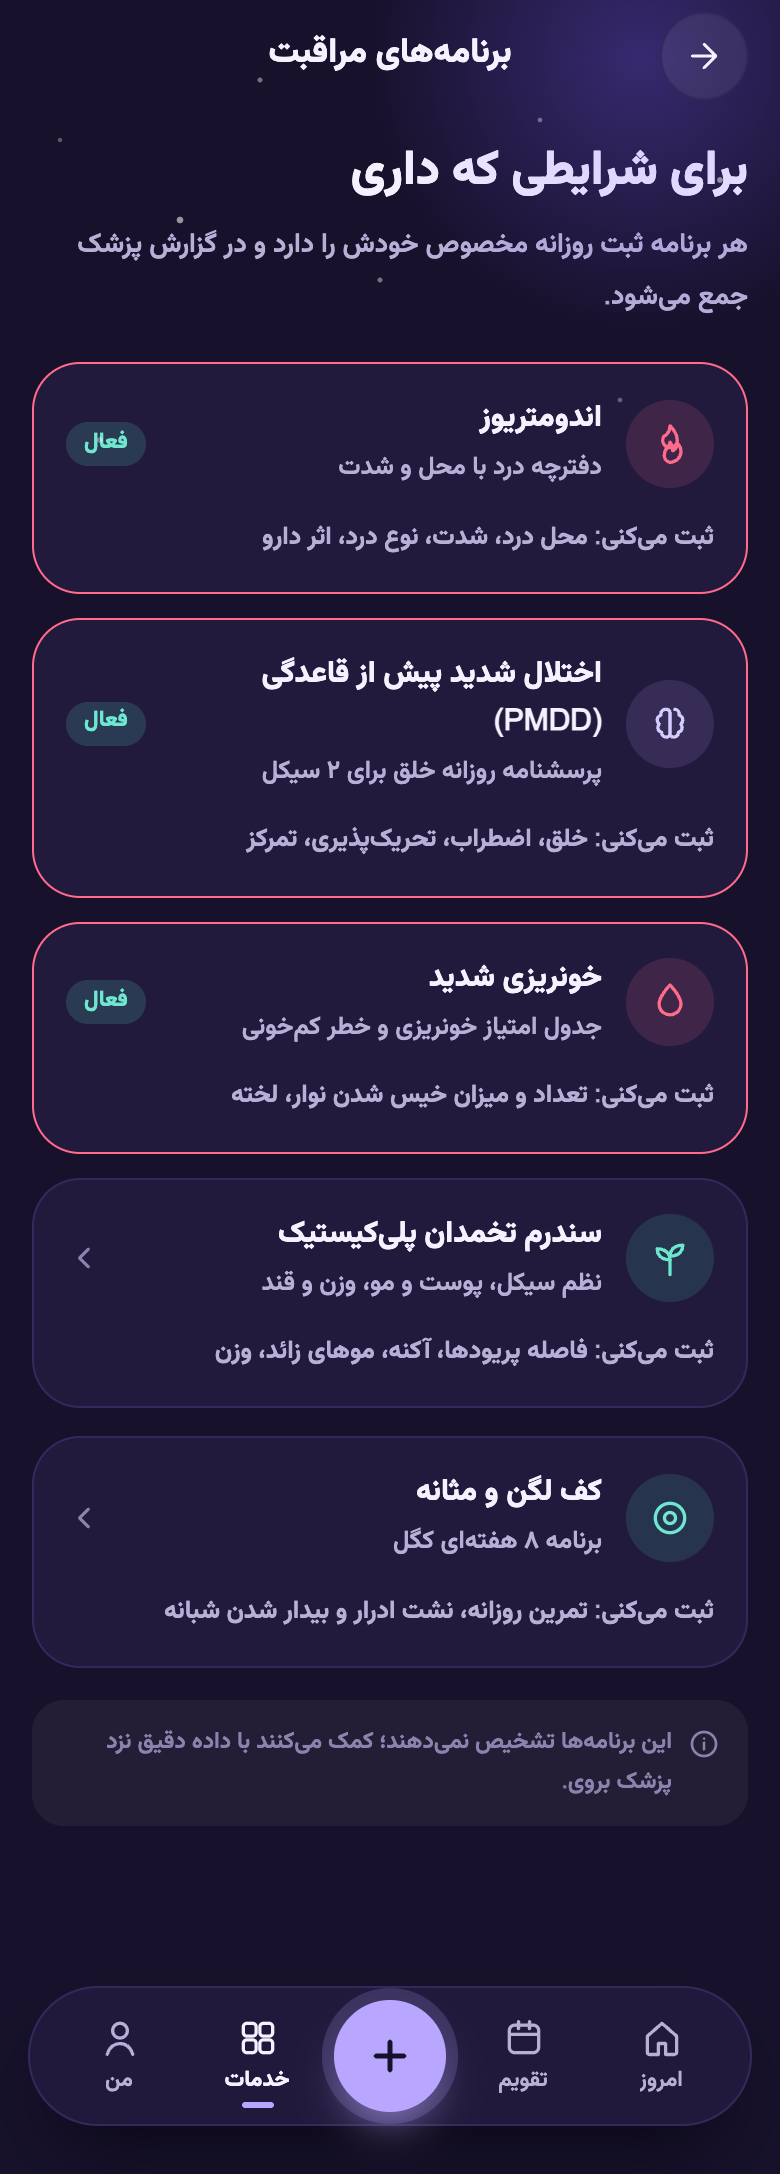 برنامه‌های مراقبت
برای شرایطی که داری
هر برنامه ثبت روزانه مخصوص خودش را دارد و در گزارش پزشک
جمع می‌شود.
اندومتریوز
دفترچه درد با محل و شدت
فعال
ثبت می‌کنی: محل درد، شدت، نوع درد، اثر دارو
اختلال شدید پیش از قاعدگی
(PMDD)
پرسشنامه روزانه خلق برای ۲ سیکل
فعال
ثبت می‌کنی: خلق، اضطراب، تحریک‌پذیری، تمرکز
خونریزی شدید
جدول امتیاز خونریزی و خطر کم‌خونی
فعال
ثبت می‌کنی: تعداد و میزان خیس شدن نوار، لخته
سندرم تخمدان پلی‌کیستیک
نظم سیکل، پوست و مو، وزن و قند
ثبت می‌کنی: فاصله پریودها، آکنه، موهای زائد، وزن
کف لگن و مثانه
برنامه ۸ هفته‌ای کگل
ثبت می‌کنی: تمرین روزانه، نشت ادرار و بیدار شدن شبانه
این برنامه‌ها تشخیص نمی‌دهند؛ کمک می‌کنند با داده دقیق نزد
پزشک بروی.
امروز
تقویم
خدمات
من